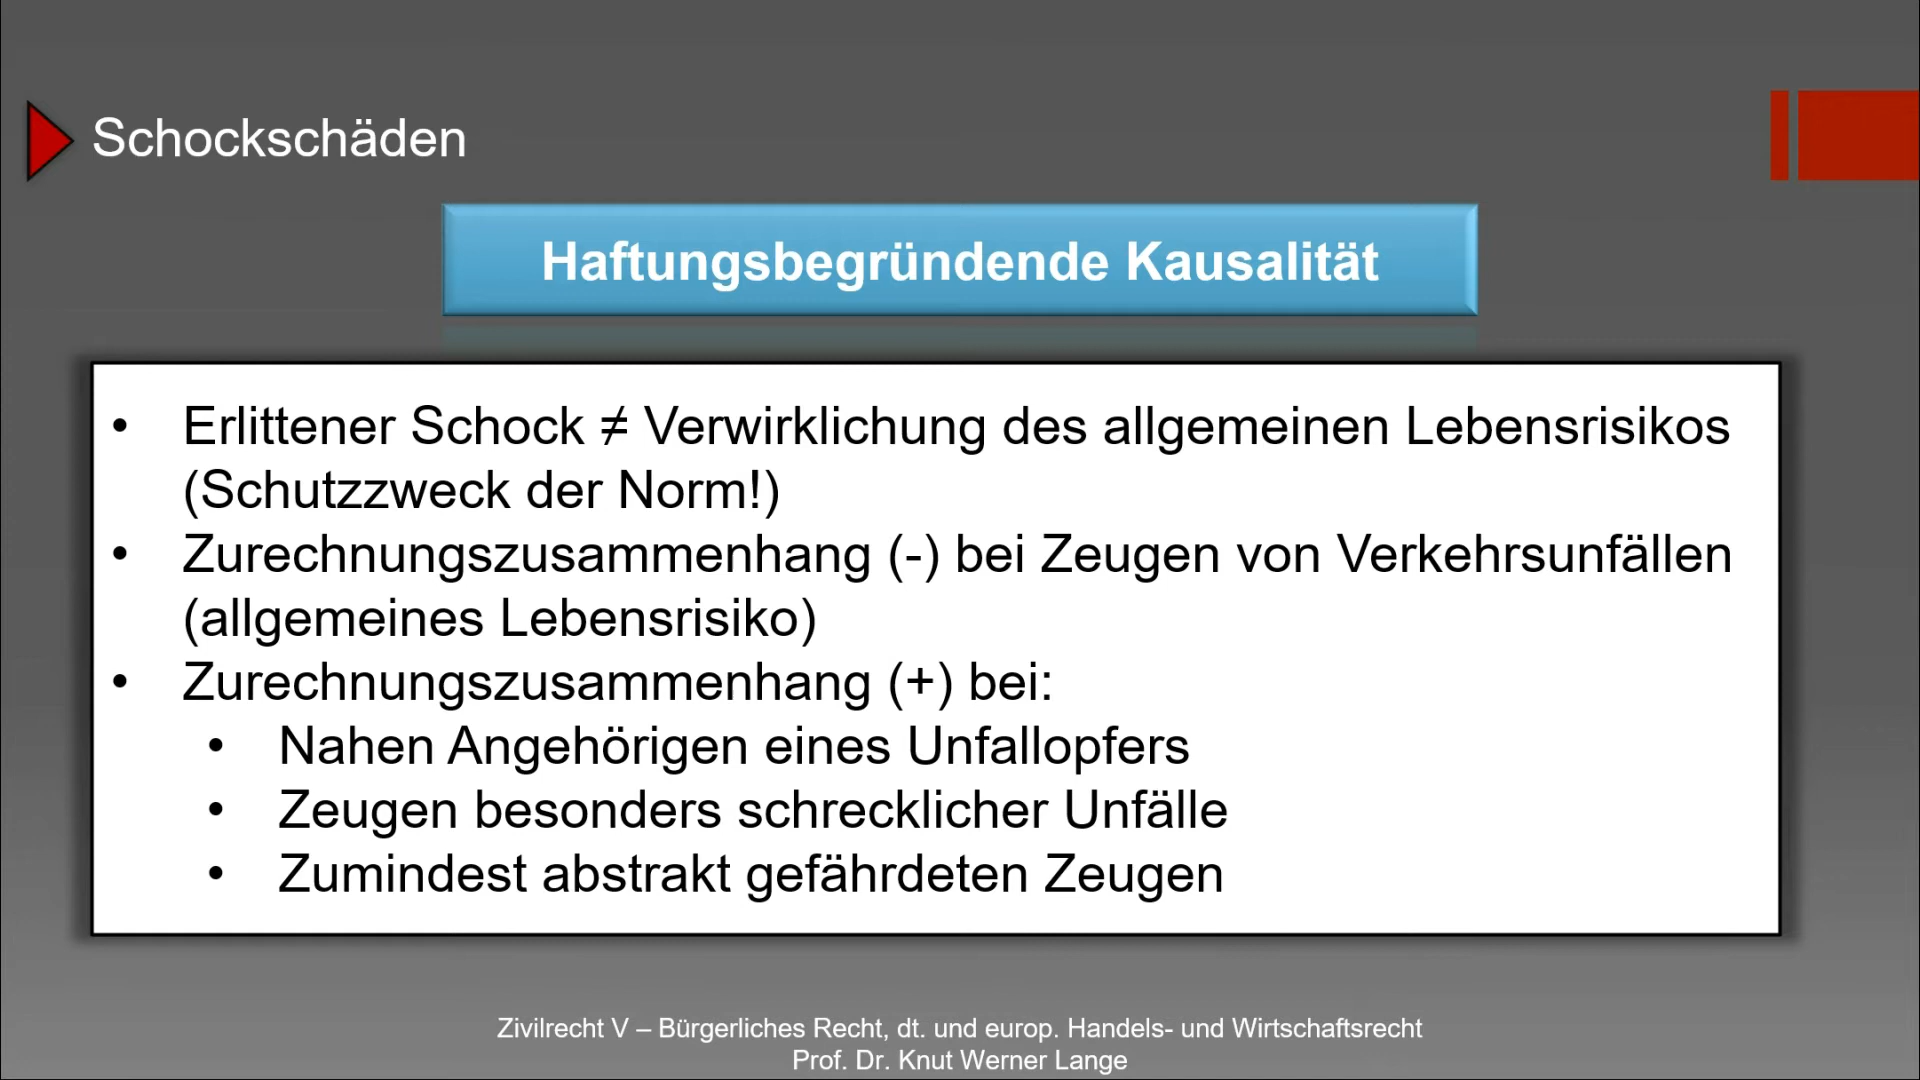 Schockschäden
Haftungsbegründende Kausalität
• Erlittener Schock ≠ Verwirklichung des allgemeinen Lebensrisikos
(Schutzzweck der Norm!)
• Zurechnungszusammenhang (-) bei Zeugen von Verkehrsunfällen
(allgemeines Lebensrisiko)
• Zurechnungszusammenhang (+) bei:
• Nahen Angehörigen eines Unfallopfers
• Zeugen besonders schrecklicher Unfälle
• Zumindest abstrakt gefährdeten Zeugen
Zivilrecht V – Bürgerliches Recht, dt. und europ. Handels- und Wirtschaftsrecht
Prof. Dr. Knut Werner Lange